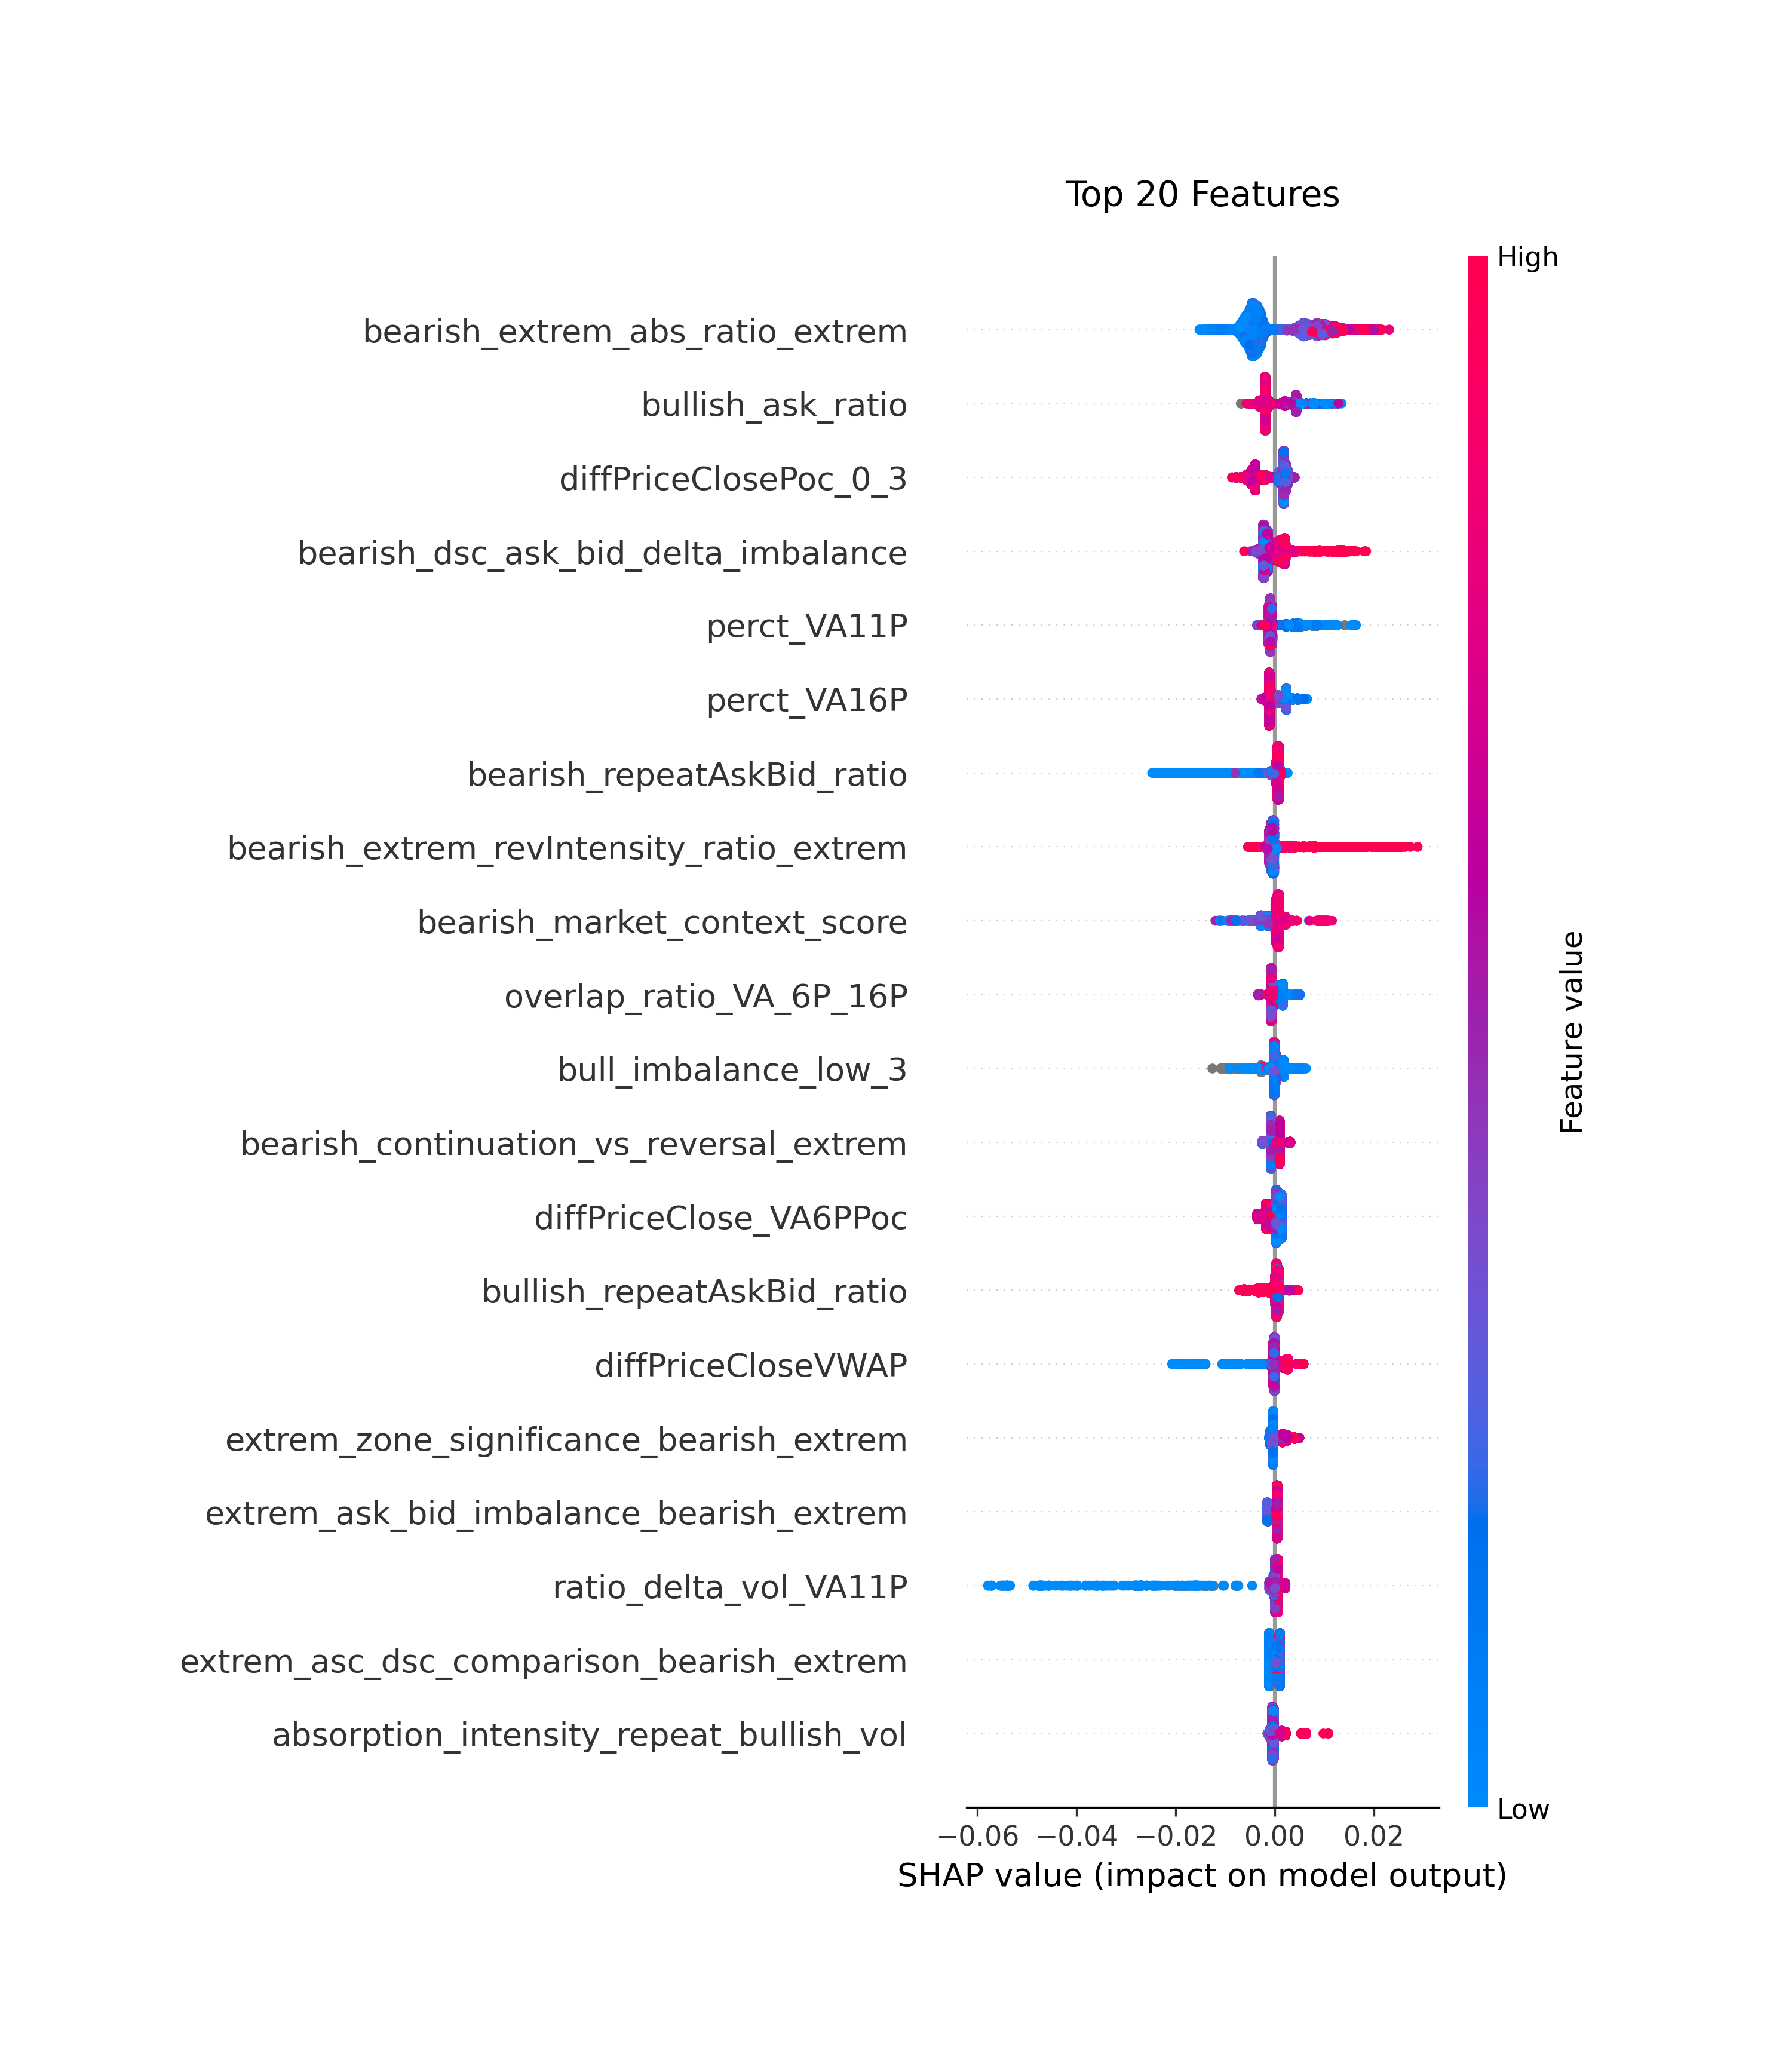 Top 20 Features
High
bearish_extrem_abs_ratio_extrem
bullish_ask_ratio
diffPriceClosePoc_0_3
bearish_dsc_ask_bid_delta_imbalance
perct_VA11P
perct_VA16P
bearish_repeatAskBid_ratio
bearish_extrem_revIntensity_ratio_extrem
bearish_market_context_score
overlap_ratio_VA_6P_16P
bull_imbalance_low_3
bearish_continuation_vs_reversal_extrem
diffPriceClose_VA6PPoc
bullish_repeatAskBid_ratio
diffPriceCloseVWAP
extrem_zone_significance_bearish_extrem
extrem_ask_bid_imbalance_bearish_extrem
ratio_delta_vol_VA11P
extrem_asc_dsc_comparison_bearish_extrem
absorption_intensity_repeat_bullish_vol
Feature value
Low
−0.06 −0.04 −0.02 0.00 0.02
SHAP value (impact on model output)